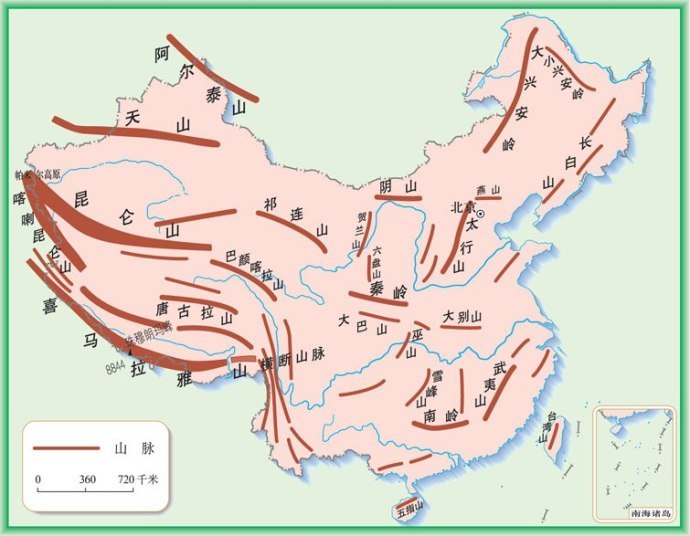 阿尔泰山
天山
帕米尔高原
昆仑山
喀喇昆仑山
喜马拉雅山
祁连山
巴颜喀拉山
唐古拉山
珠穆朗玛峰
8844
横断山脉
大兴安岭
小兴安岭
长白山
阴山
燕山
北京
贺兰山
六盘山
太行山
秦岭
大巴山
大别山
巫山
雪峰山
武夷山
南岭
台湾山
五指山
山脉
0 360 720千米
南海诸岛